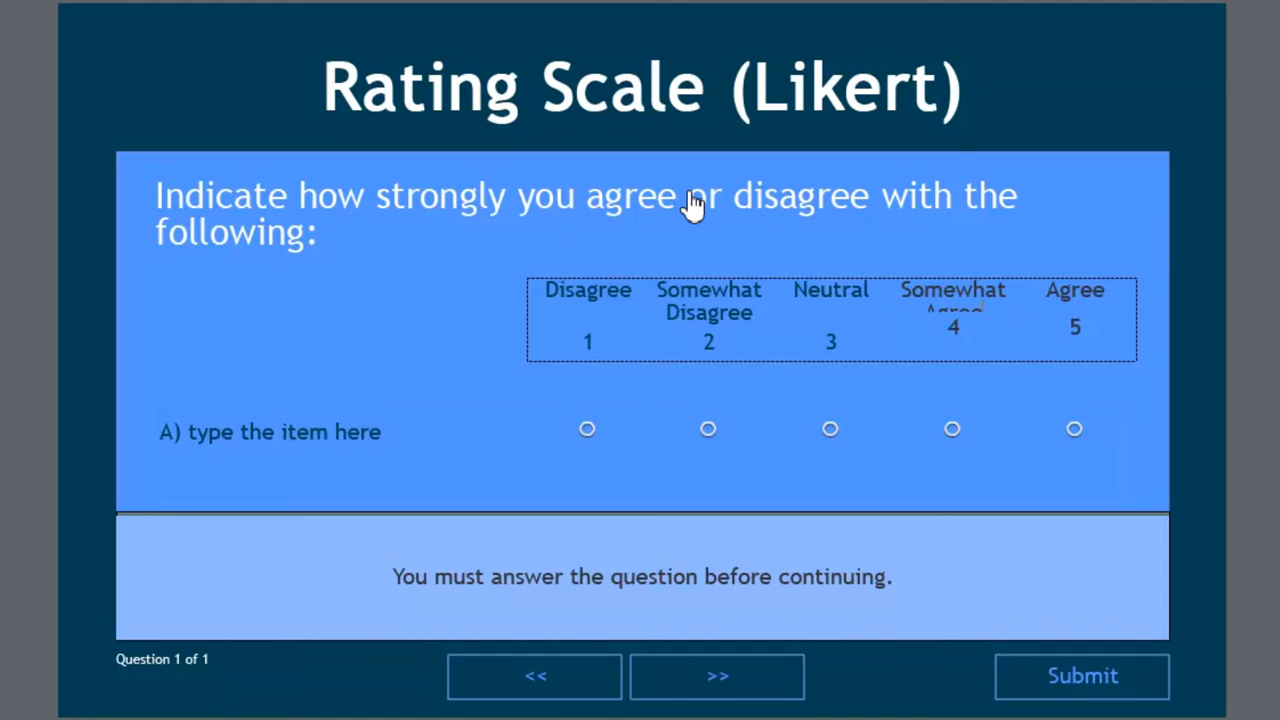 Rating Scale (Likert)
Indicate how strongly you agree or disagree with the
following:
Disagree Somewhat Neutral Somewhat Agree
Disagree Agree
1 2 3 4 5
A) type the item here
You must answer the question before continuing.
Question 1 of 1
<< >> Submit